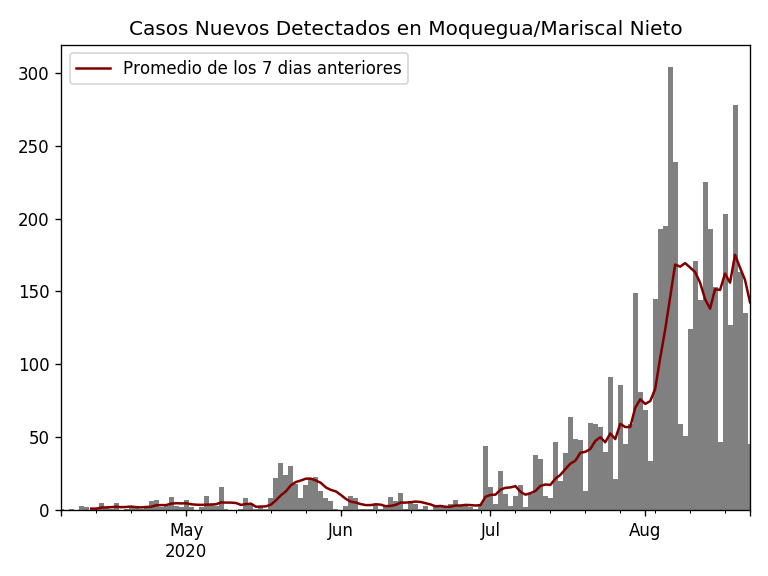 Casos Nuevos Detectados en Moquegua/Mariscal Nieto
Promedio de los 7 dias anteriores
300
250
200
150
100
50
0
May Jun Jul Aug
2020